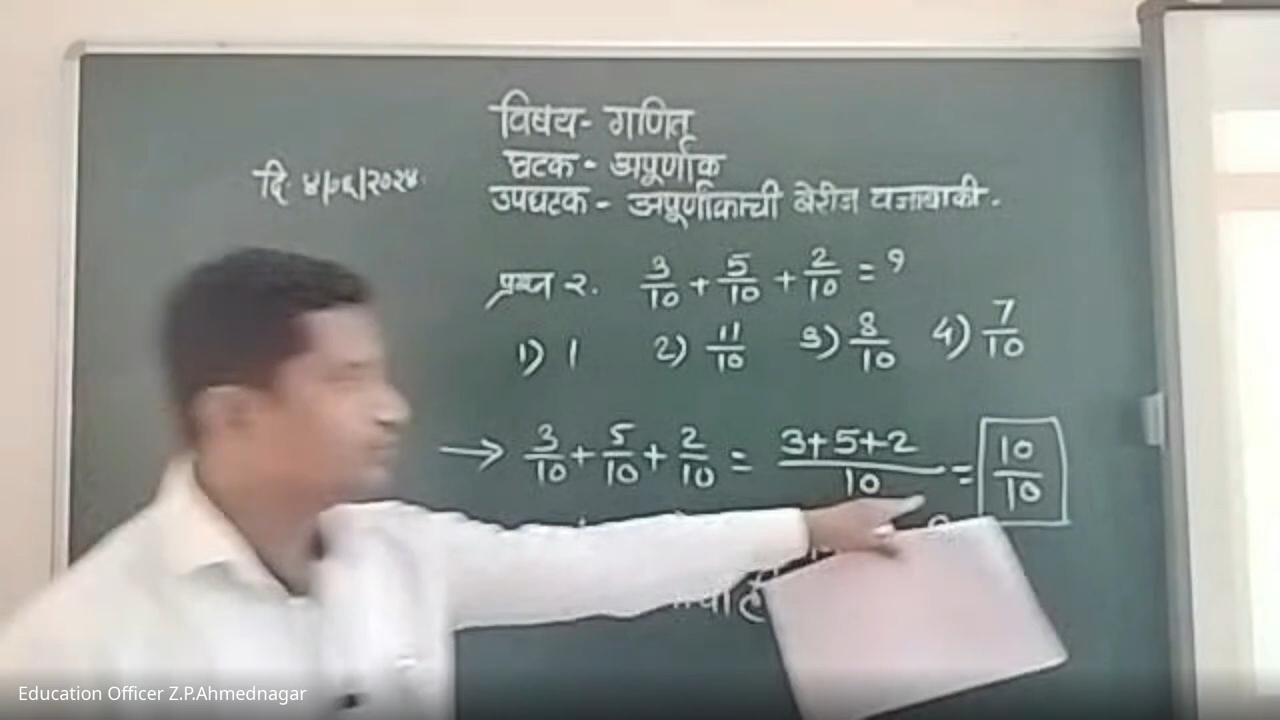 विषय- गणित
घटक - अपूर्णांक
दि. ४/०६/२०२४.
उपघटक - अपूर्णांकाची बेरीज वजाबाकी.
प्रश्न २. 3/10 + 5/10 + 2/10 = ?
1) 1 2) 11/10 3) 8/10 4) 7/10
→ 3/10 + 5/10 + 2/10 = 3+5+2/10 = 10/10
Education Officer Z.P.Ahmednagar